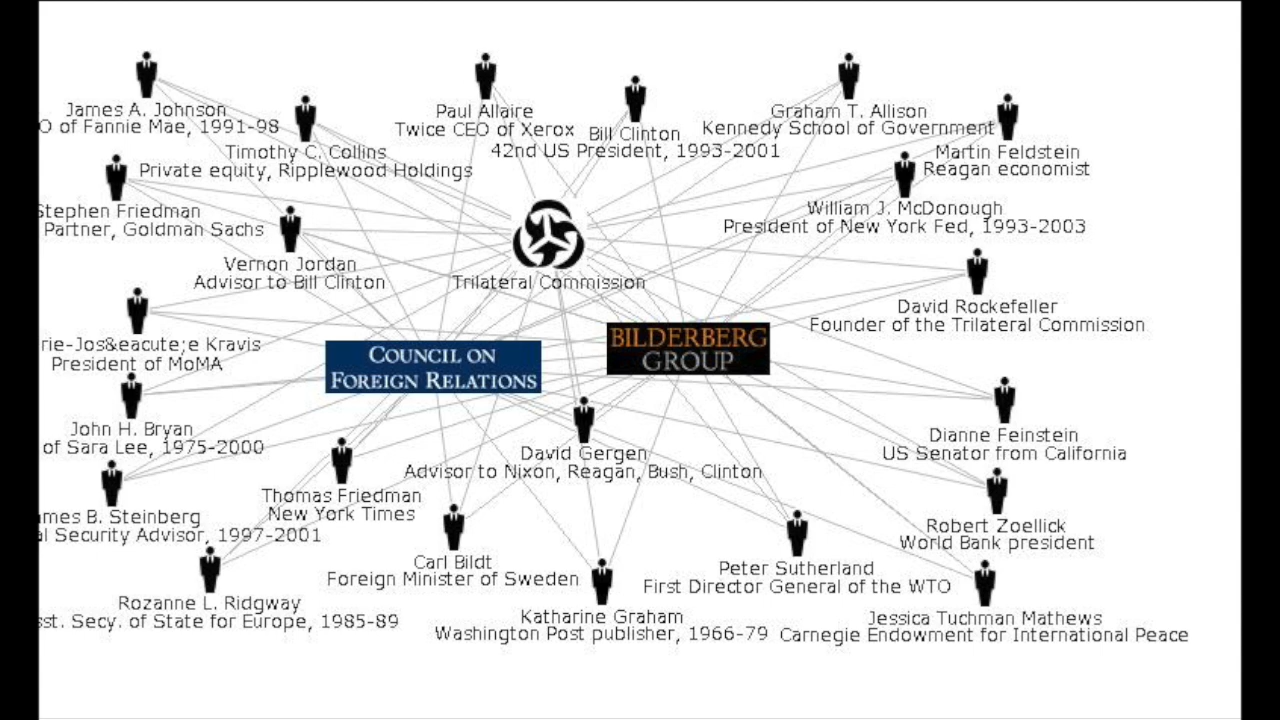 James A. Johnson
O of Fannie Mae, 1991-98
Timothy C. Collins
Private equity, Ripplewood Holdings
Paul Allaire
Twice CEO of Xerox
Bill Clinton
42nd US President, 1993-2001
Graham T. Allison
Kennedy School of Government
Martin Feldstein
Reagan economist
Stephen Friedman
Partner, Goldman Sachs
Vernon Jordan
Advisor to Bill Clinton
Trilateral Commission
William J. McDonough
President of New York Fed, 1993-2003
David Rockefeller
Founder of the Trilateral Commission
rie-Jos&eacute;e Kravis
President of MoMA
COUNCIL ON
FOREIGN RELATIONS
BILDERBERG
GROUP
John H. Bryan
of Sara Lee, 1975-2000
David Gergen
Advisor to Nixon, Reagan, Bush, Clinton
Dianne Feinstein
US Senator from California
Thomas Friedman
New York Times
mes B. Steinberg
al Security Advisor, 1997-2001
Carl Bildt
Foreign Minister of Sweden
Robert Zoellick
World Bank president
Peter Sutherland
First Director General of the WTO
Rozanne L. Ridgway
sst. Secy. of State for Europe, 1985-89
Katharine Graham
Washington Post publisher, 1966-79
Jessica Tuchman Mathews
Carnegie Endowment for International Peace